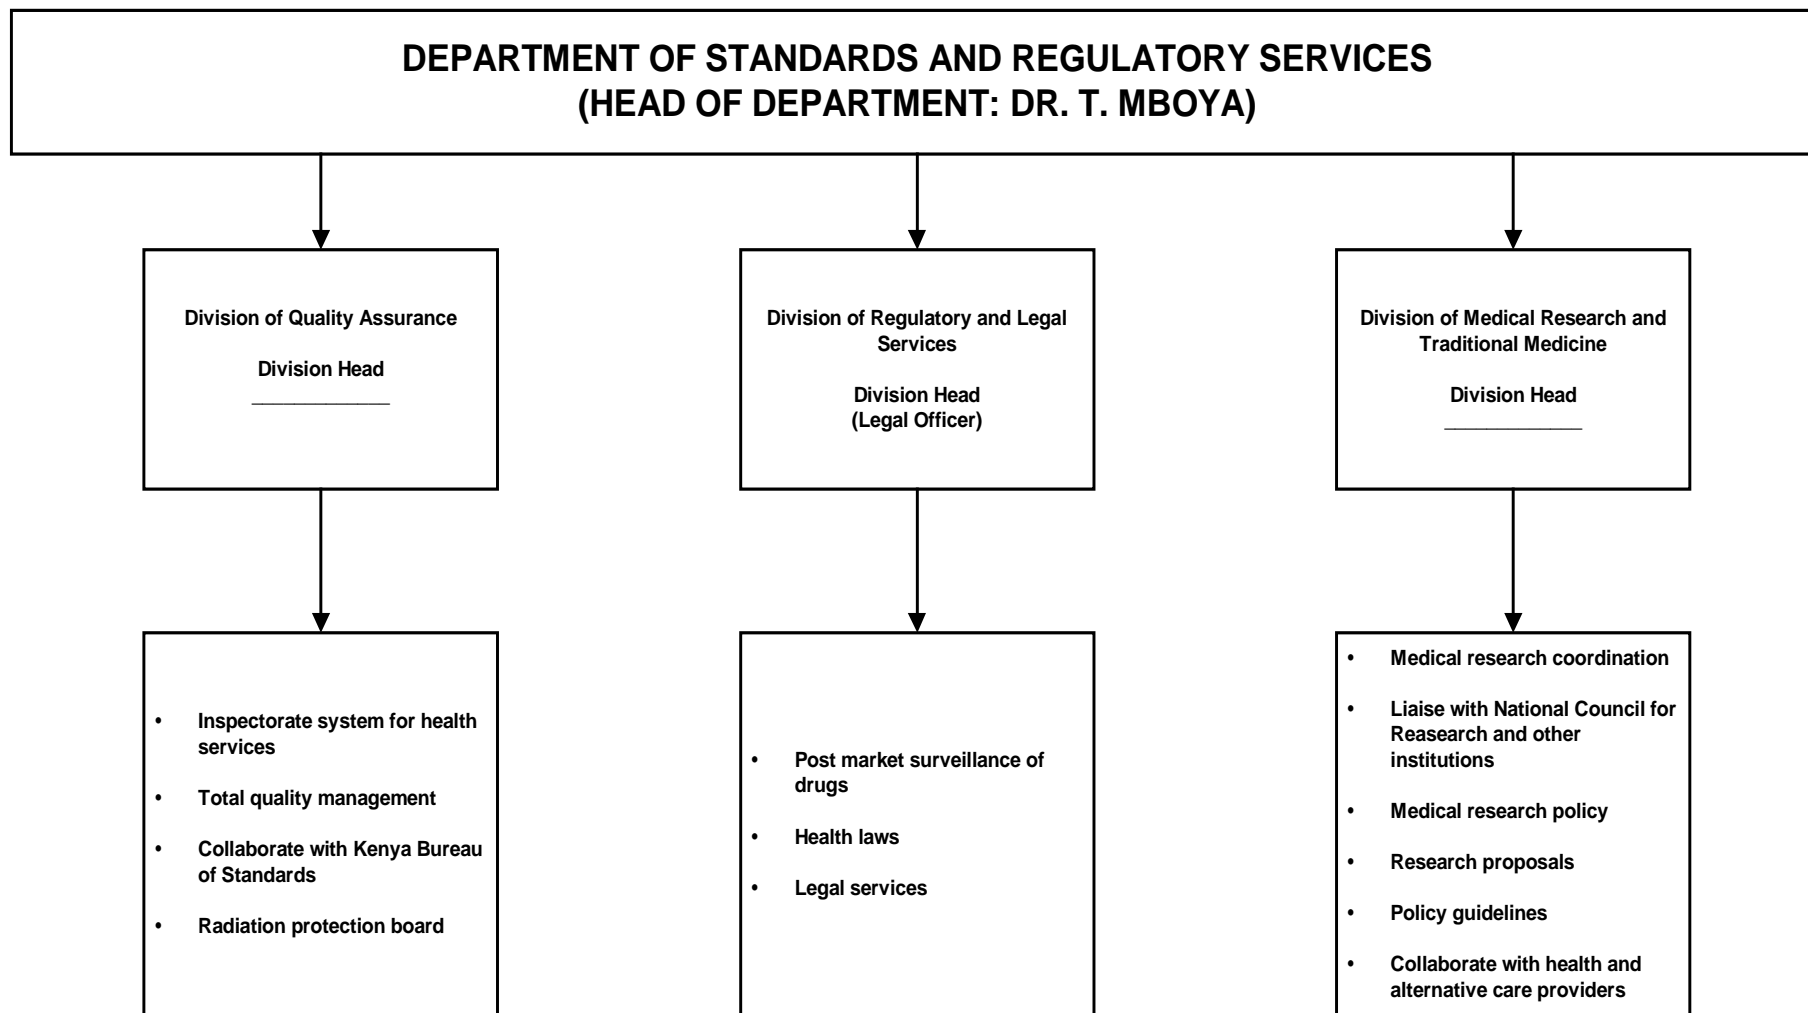 DEPARTMENT OF STANDARDS AND REGULATORY SERVICES
(HEAD OF DEPARTMENT: DR. T. MBOYA)
Division of Quality Assurance
Division Head
_____________
Division of Regulatory and Legal
Services
Division Head
(Legal Officer)
Division of Medical Research and
Traditional Medicine
Division Head
_____________
• Inspectorate system for health
services
• Total quality management
• Collaborate with Kenya Bureau
of Standards
• Radiation protection board
• Post market surveillance of
drugs
• Health laws
• Legal services
• Medical research coordination
• Liaise with National Council for
Reasearch and other
institutions
• Medical research policy
• Research proposals
• Policy guidelines
• Collaborate with health and
alternative care providers